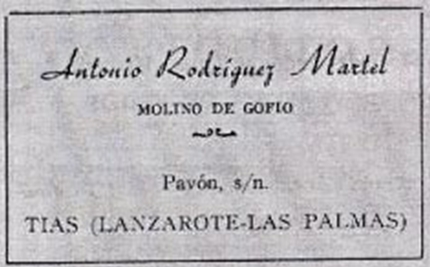 Antonio Rodríguez Martel
MOLINO DE GOFIO
Pavón, s/n.
TIAS (LANZAROTE-LAS PALMAS)